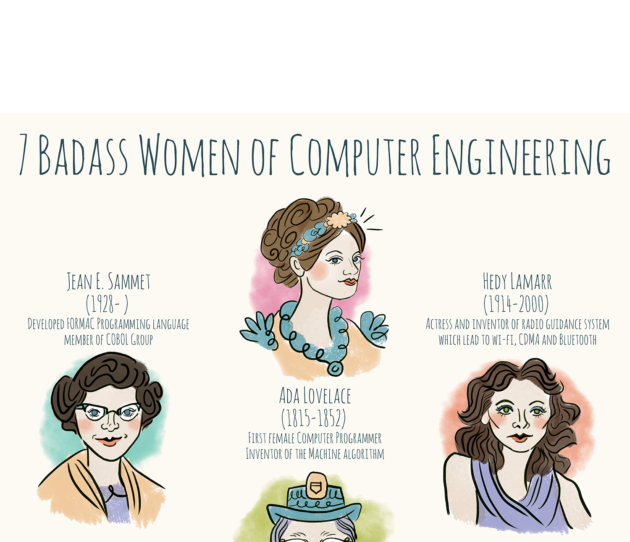 7 Badass Women of Computer Engineering
Jean E. Sammet
(1928- )
Developed FORMAC Programming language
member of COBOL Group
Ada Lovelace
(1815-1852)
First female Computer Programmer
Inventor of the Machine algorithm
Hedy Lamarr
(1914-2000)
Actress and inventor of radio guidance system
which lead to wi-fi, CDMA and Bluetooth